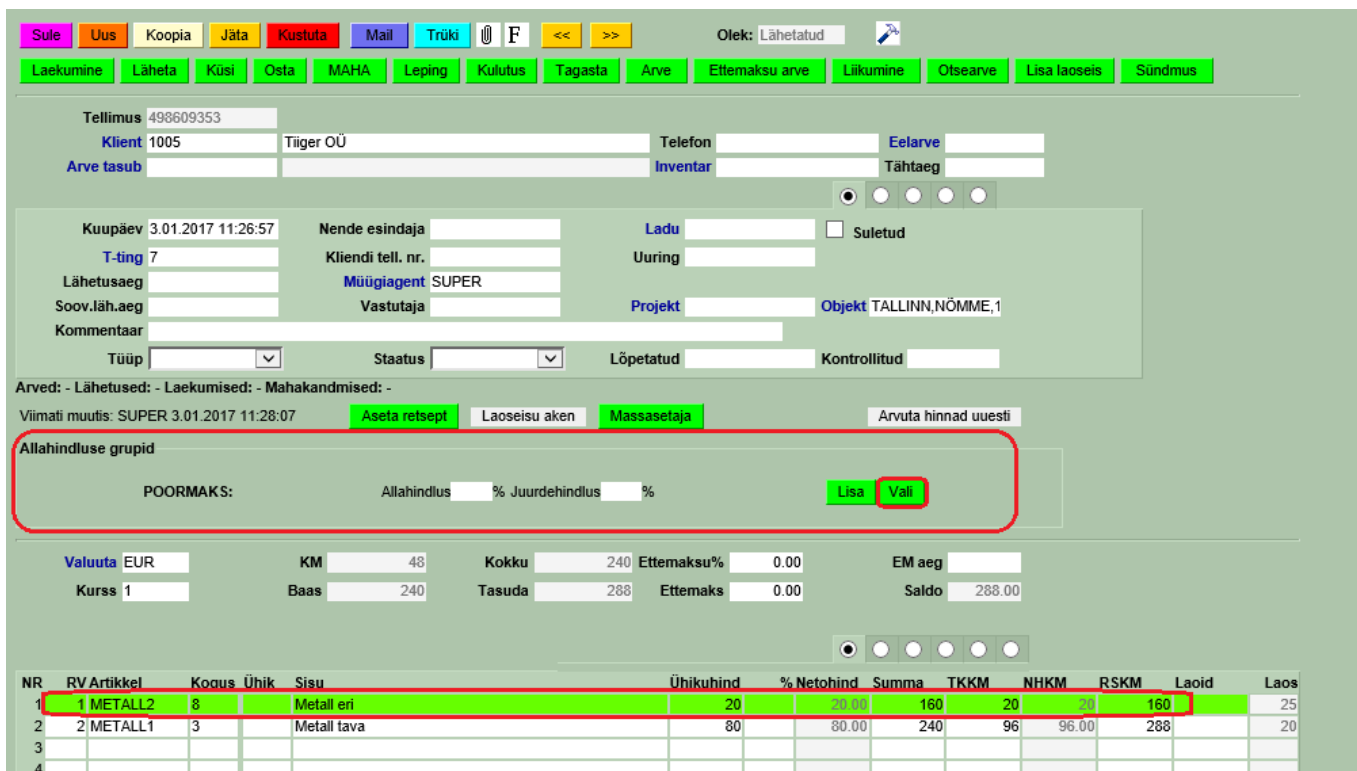 Sule Uus Koopia Jäta Kustuta Mail Trüki F << >> Olek: Lähetatud
Laekumine Läheta Küsi Osta MAHA Leping Kulutus Tagasta Arve Ettemaksu arve Liikumine Otsearve Lisa laoseis Sündmus
Tellimus 498609353
Klient 1005 Tiiger OÜ Telefon Eelarve
Arve tasub Inventar Tähtaeg
Kuupäev 3.01.2017 11:26:57 Nende esindaja Ladu Suletud
T-ting 7 Kliendi tell. nr. Uuring
Lähetusaeg Müügiagent SUPER
Soov.läh.aeg Vastutaja Projekt Objekt TALLINN,NÕMME,1
Kommentaar
Tüüp Staatus Lõpetatud Kontrollitud
Arved: - Lähetused: - Laekumised: - Mahakandmised: -
Viimati muutis: SUPER 3.01.2017 11:28:07 Aseta retsept Laoseisu aken Massasetaja Arvuta hinnad uuesti
Allahindluse grupid
POORMAKS: Allahindlus % Juurdehindlus % Lisa Vali
Valuuta EUR KM 48 Kokku 240 Ettemaksu% 0.00 EM aeg
Kurss 1 Baas 240 Tasuda 288 Ettemaks 0.00 Saldo 288.00
NR RV Artikkel Kogus Ühik Sisu Ühikuhind % Netohind Summa TKKM NHKM RSKM Laoid Laos
1 1 METALL2 8 Metall eri 20 20.00 160 20 20 160 25
2 2 METALL1 3 Metall tava 80 80.00 240 96 96.00 288 20
3
4